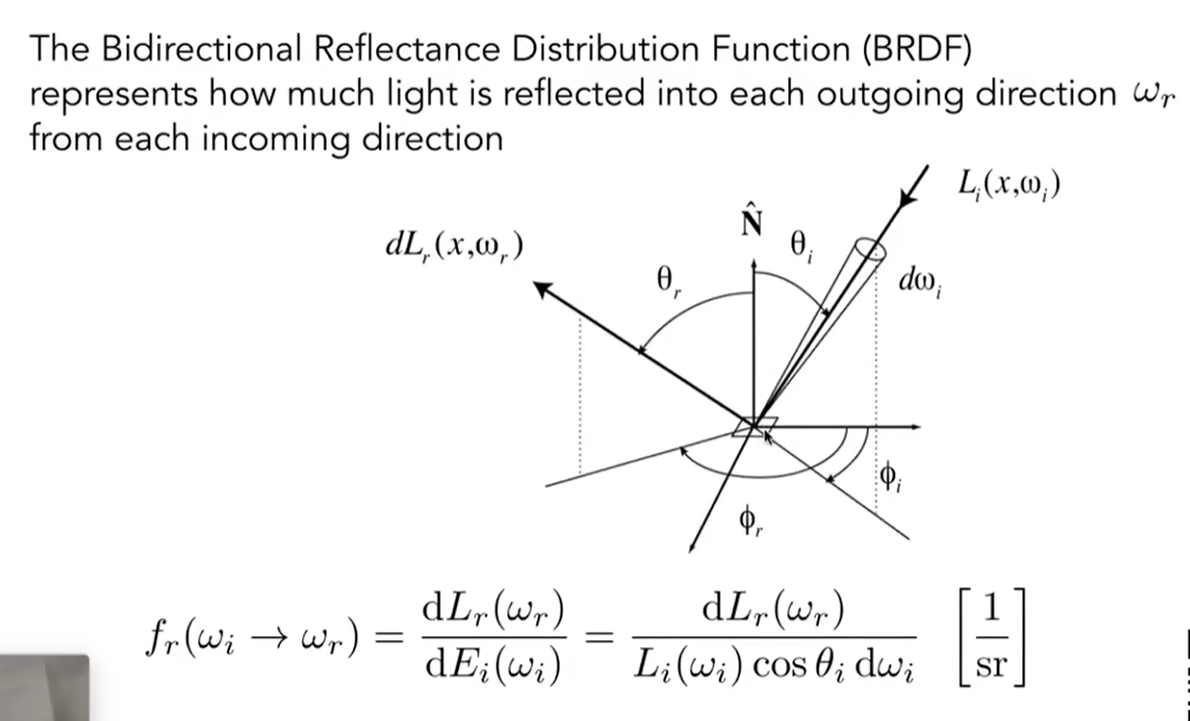 The Bidirectional Reflectance Distribution Function (BRDF)
represents how much light is reflected into each outgoing direction ωr
from each incoming direction
Li(x,ωi)
dLr(x,ωr)
N̂
θi
θr
dωi
ϕi
ϕr
fr(ωi → ωr) = dLr(ωr) / dEi(ωi) = dLr(ωr) / Li(ωi) cos θi dωi [1 / sr]